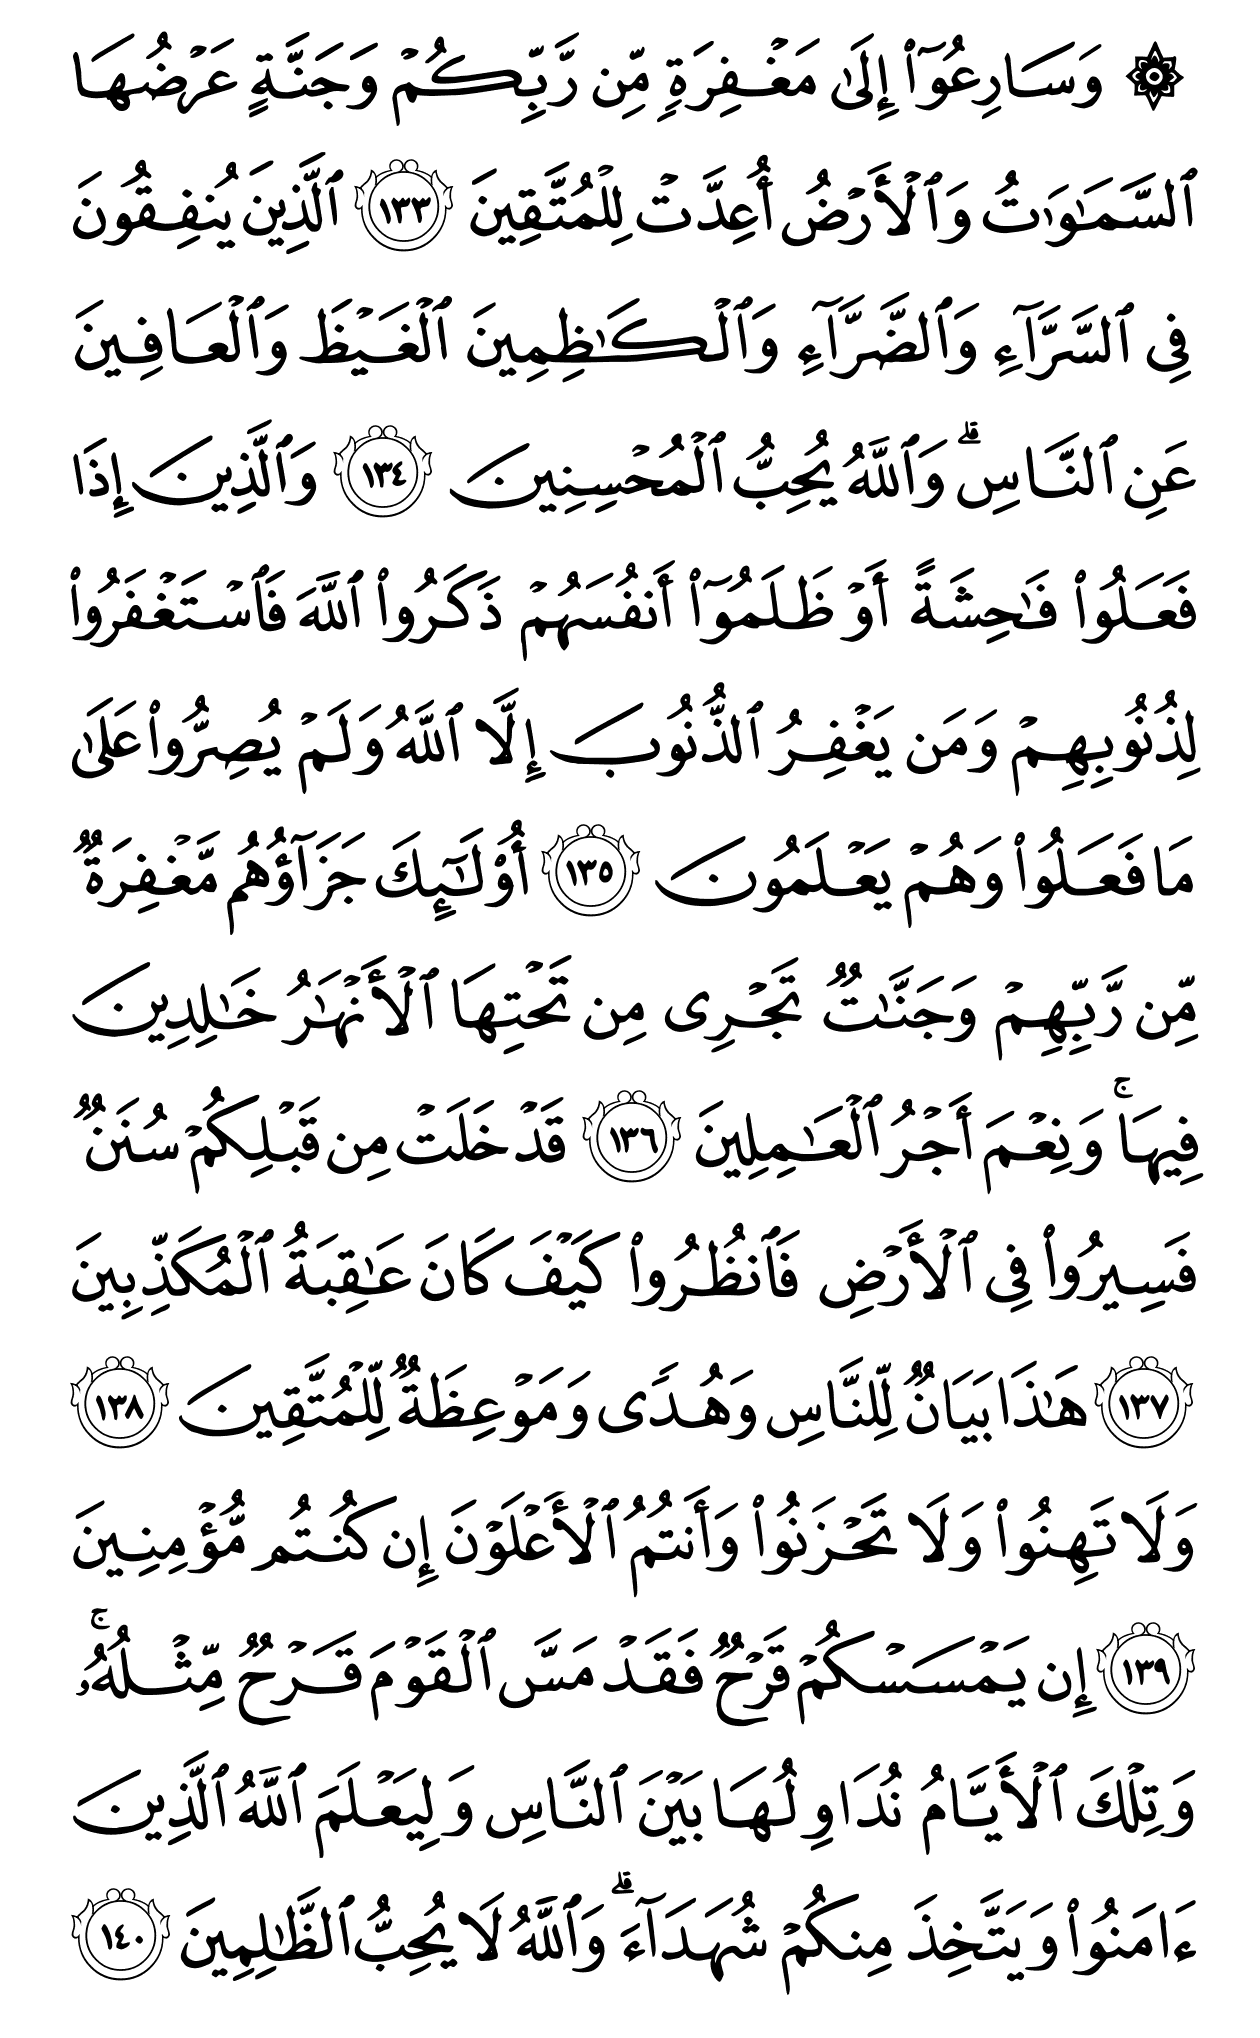 ۞ وَسَارِعُوٓا۟ إِلَىٰ مَغْفِرَةٍ مِّن رَّبِّكُمْ وَجَنَّةٍ عَرْضُهَا
ٱلسَّمَـٰوَٰتُ وَٱلْأَرْضُ أُعِدَّتْ لِلْمُتَّقِينَ ١٣٣ ٱلَّذِينَ يُنفِقُونَ
فِى ٱلسَّرَّآءِ وَٱلضَّرَّآءِ وَٱلْكَـٰظِمِينَ ٱلْغَيْظَ وَٱلْعَافِينَ
عَنِ ٱلنَّاسِ ۗ وَٱللَّهُ يُحِبُّ ٱلْمُحْسِنِينَ ١٣٤ وَٱلَّذِينَ إِذَا
فَعَلُوا۟ فَـٰحِشَةً أَوْ ظَلَمُوٓا۟ أَنفُسَهُمْ ذَكَرُوا۟ ٱللَّهَ فَٱسْتَغْفَرُوا۟
لِذُنُوبِهِمْ وَمَن يَغْفِرُ ٱلذُّنُوبَ إِلَّا ٱللَّهُ وَلَمْ يُصِرُّوا۟ عَلَىٰ
مَا فَعَلُوا۟ وَهُمْ يَعْلَمُونَ ١٣٥ أُو۟لَـٰٓئِكَ جَزَآؤُهُم مَّغْفِرَةٌ
مِّن رَّبِّهِمْ وَجَنَّـٰتٌ تَجْرِى مِن تَحْتِهَا ٱلْأَنْهَـٰرُ خَـٰلِدِينَ
فِيهَا ۚ وَنِعْمَ أَجْرُ ٱلْعَـٰمِلِينَ ١٣٦ قَدْ خَلَتْ مِن قَبْلِكُمْ سُنَنٌ
فَسِيرُوا۟ فِى ٱلْأَرْضِ فَٱنظُرُوا۟ كَيْفَ كَانَ عَـٰقِبَةُ ٱلْمُكَذِّبِينَ
١٣٧ هَـٰذَا بَيَانٌ لِّلنَّاسِ وَهُدًى وَمَوْعِظَةٌ لِّلْمُتَّقِينَ ١٣٨
وَلَا تَهِنُوا۟ وَلَا تَحْزَنُوا۟ وَأَنتُمُ ٱلْأَعْلَوْنَ إِن كُنتُم مُّؤْمِنِينَ
١٣٩ إِن يَمْسَسْكُمْ قَرْحٌ فَقَدْ مَسَّ ٱلْقَوْمَ قَرْحٌ مِّثْلُهُۥ ۚ
وَتِلْكَ ٱلْأَيَّامُ نُدَاوِلُهَا بَيْنَ ٱلنَّاسِ وَلِيَعْلَمَ ٱللَّهُ ٱلَّذِينَ
ءَامَنُوا۟ وَيَتَّخِذَ مِنكُمْ شُهَدَآءَ ۗ وَٱللَّهُ لَا يُحِبُّ ٱلظَّـٰلِمِينَ ١٤٠